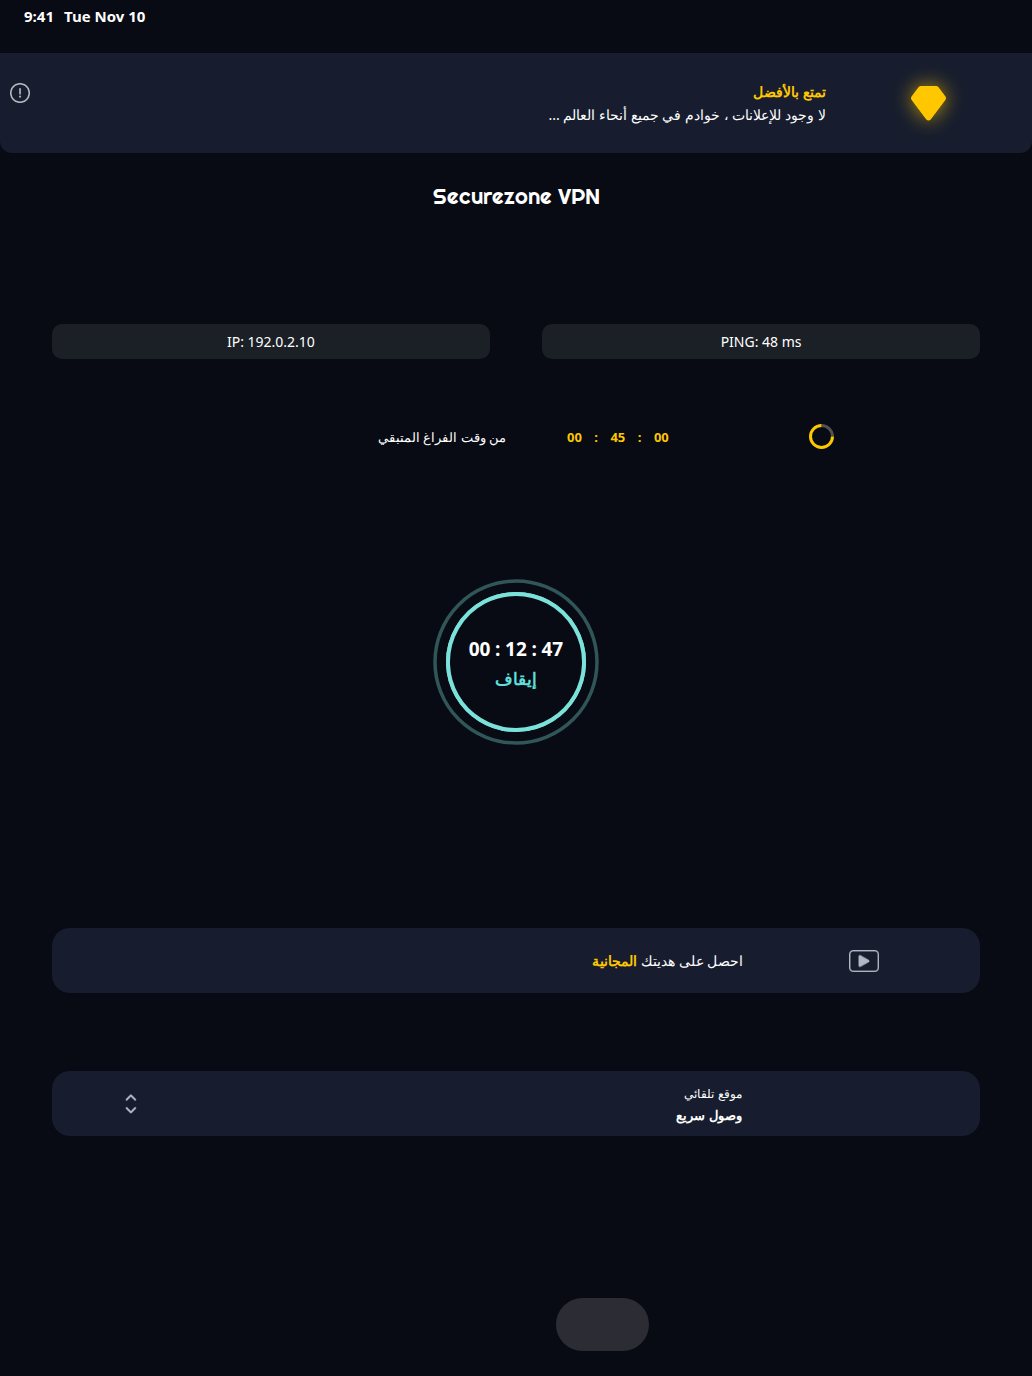 9:41 Tue Nov 10
تمتع بالأفضل
لا وجود للإعلانات ، خوادم في جميع أنحاء العالم ...
Securezone VPN
IP: 192.0.2.10
PING: 48 ms
00 : 45 : 00
من وقت الفراغ المتبقي
00 : 12 : 47
إيقاف
احصل على هديتك المجانية
موقع تلقائي
وصول سريع